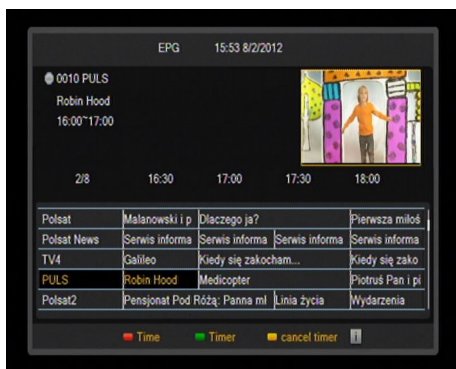 EPG 15:53 8/2/2012
0010 PULS
Robin Hood
16:00~17:00
2/8 16:30 17:00 17:30 18:00
Polsat Malanowski i p Dlaczego ja? Pierwsza miłoś
Polsat News Serwis informa Serwis informa Serwis informa Serwis informa
TV4 Galileo Kiedy się zakocham... Kiedy się zako
PULS Robin Hood Medicopter Piotruś Pan i pi
Polsat2 Pensjonat Pod Różą: Panna mł Linia życia Wydarzenia
Time Timer cancel timer i